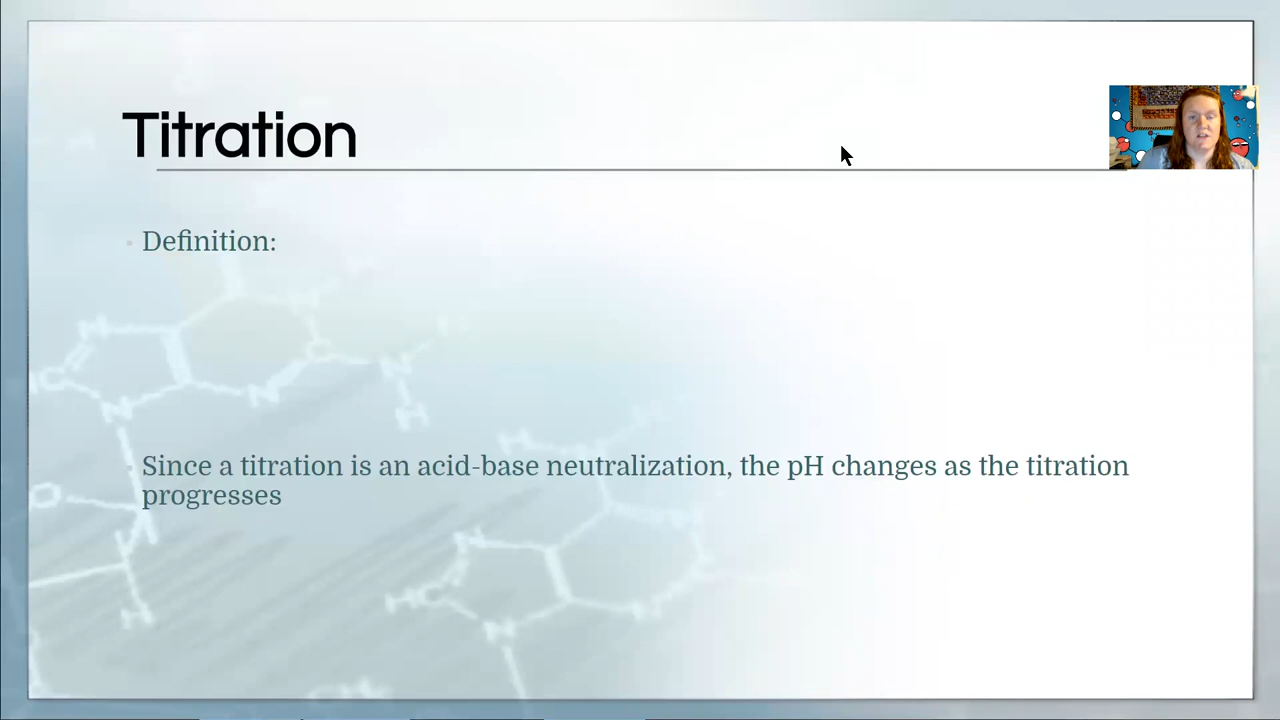 Titration
Definition:
Since a titration is an acid-base neutralization, the pH changes as the titration
progresses